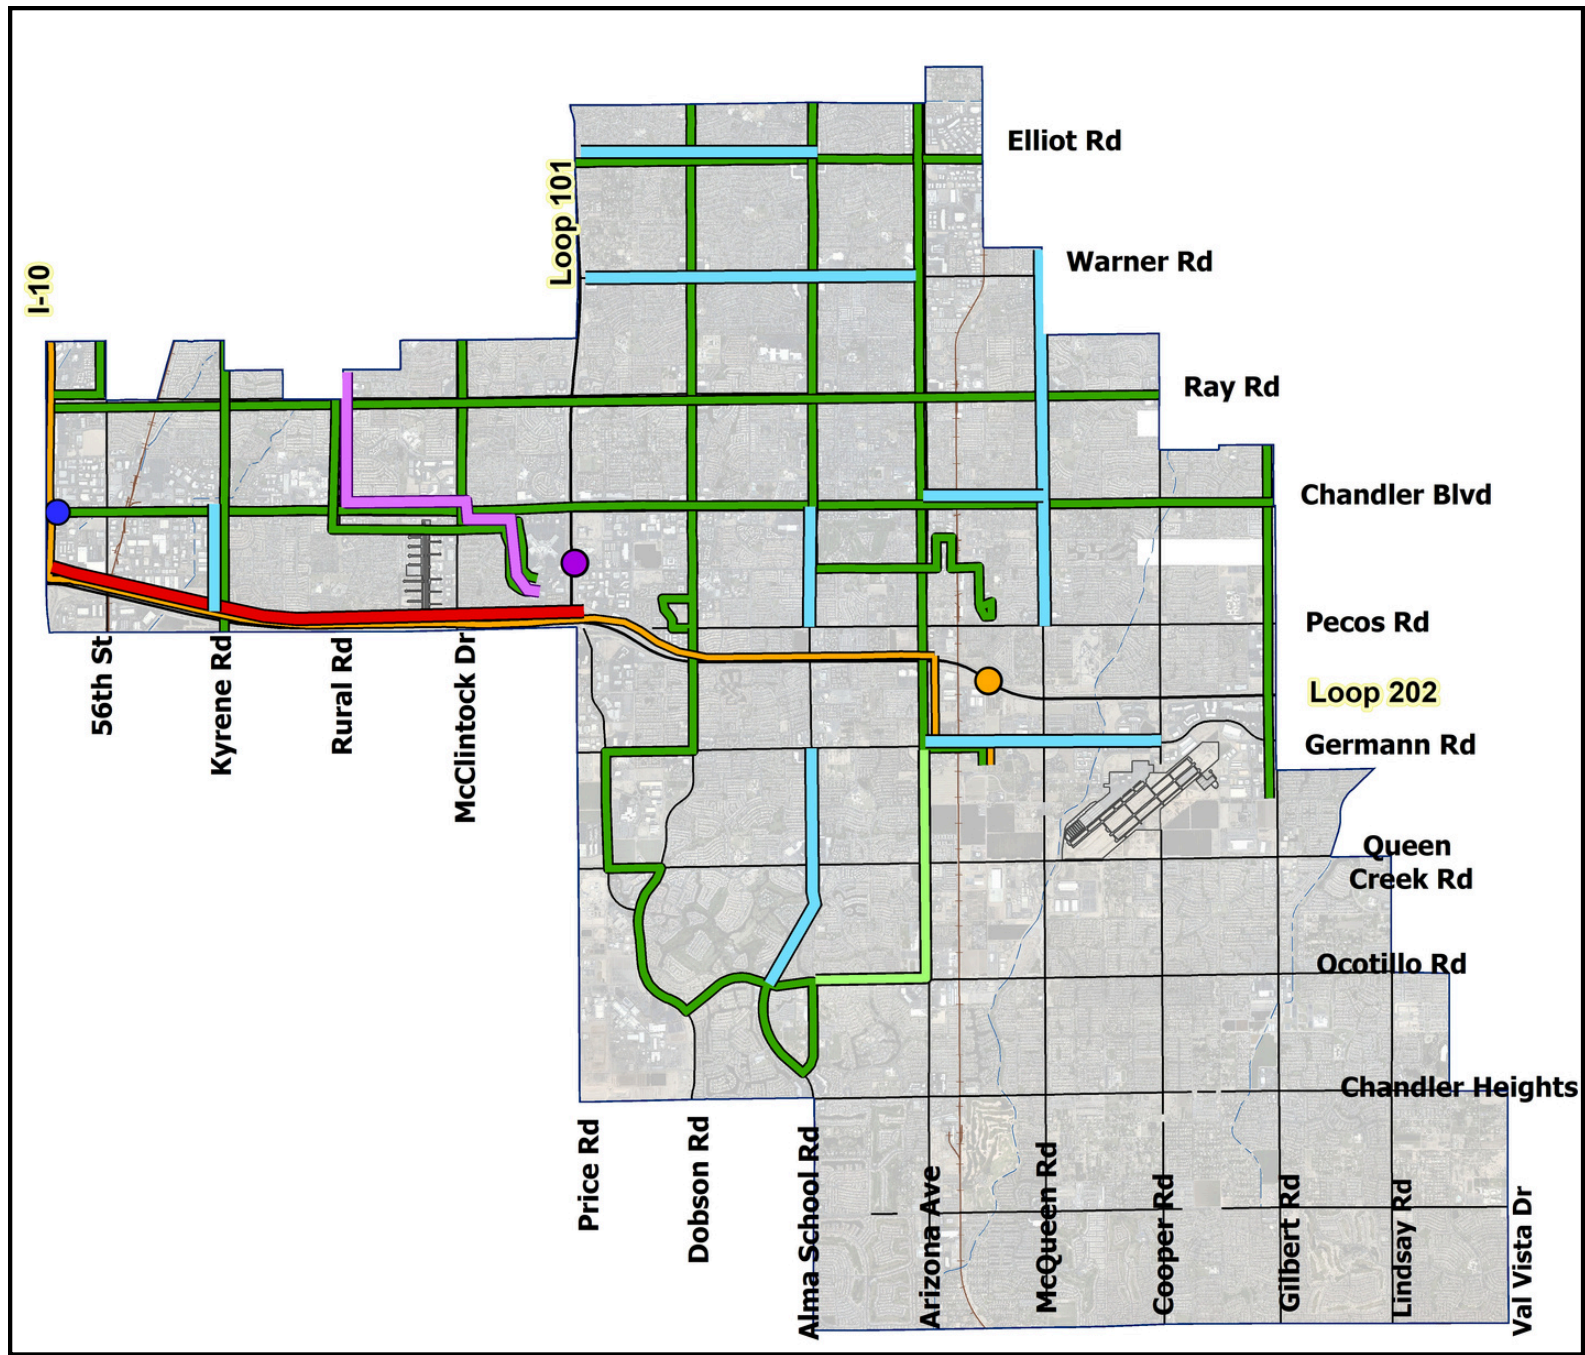 Elliot Rd
Loop 101
Warner Rd
I-10
Ray Rd
Chandler Blvd
Pecos Rd
56th St
Kyrene Rd
Rural Rd
McClintock Dr
Loop 202
Germann Rd
Queen
Creek Rd
Ocotillo Rd
Chandler Heights
Price Rd
Dobson Rd
Alma School Rd
Arizona Ave
McQueen Rd
Cooper Rd
Gilbert Rd
Lindsay Rd
Val Vista Dr